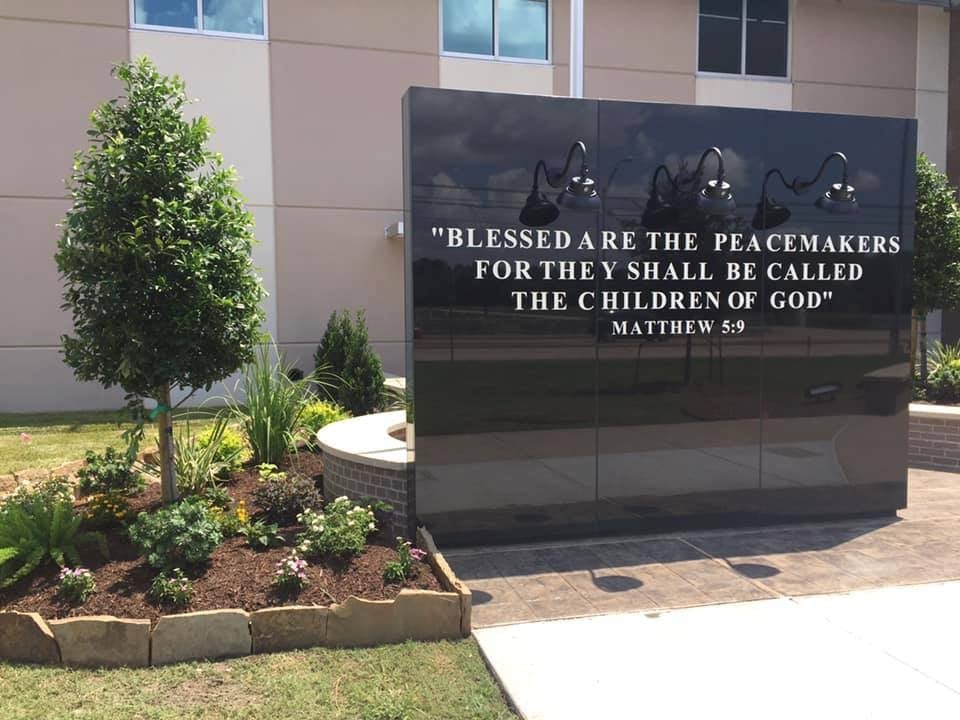 "BLESSED ARE THE PEACEMAKERS
FOR THEY SHALL BE CALLED
THE CHILDREN OF GOD"
MATTHEW 5:9